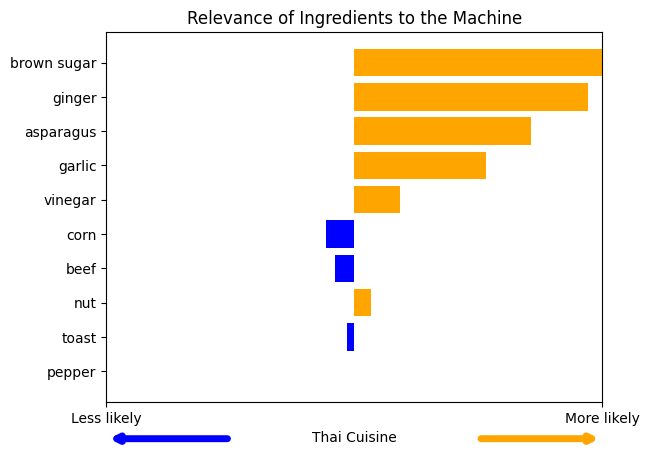 Relevance of Ingredients to the Machine
brown sugar
ginger
asparagus
garlic
vinegar
corn
beef
nut
toast
pepper
Less likely
More likely
Thai Cuisine